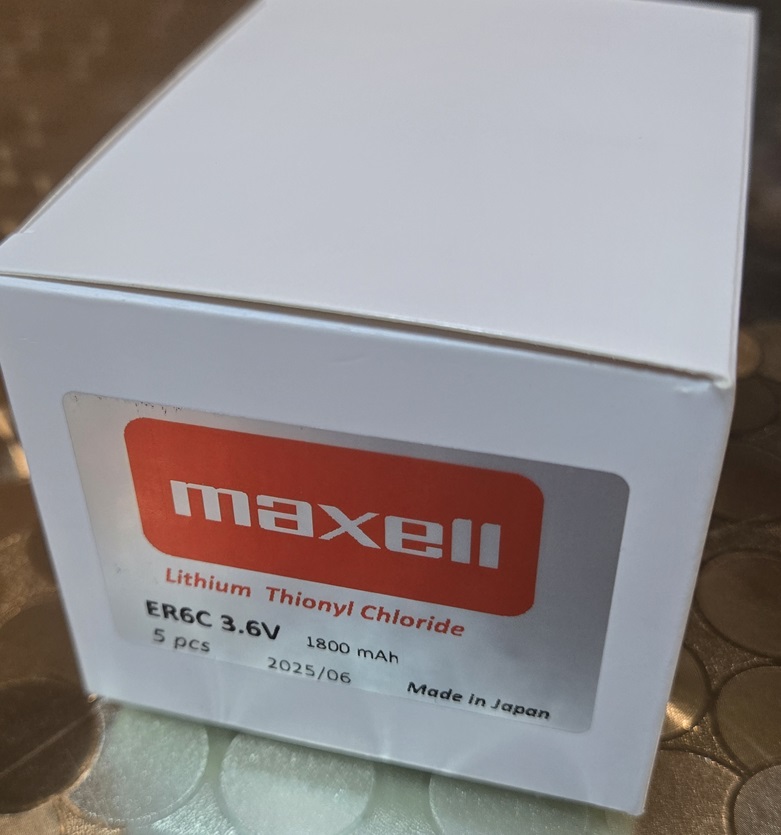 maxell
Lithium Thionyl Chloride
ER6C 3.6V 1800 mAh
5 pcs 2025/06
Made in Japan